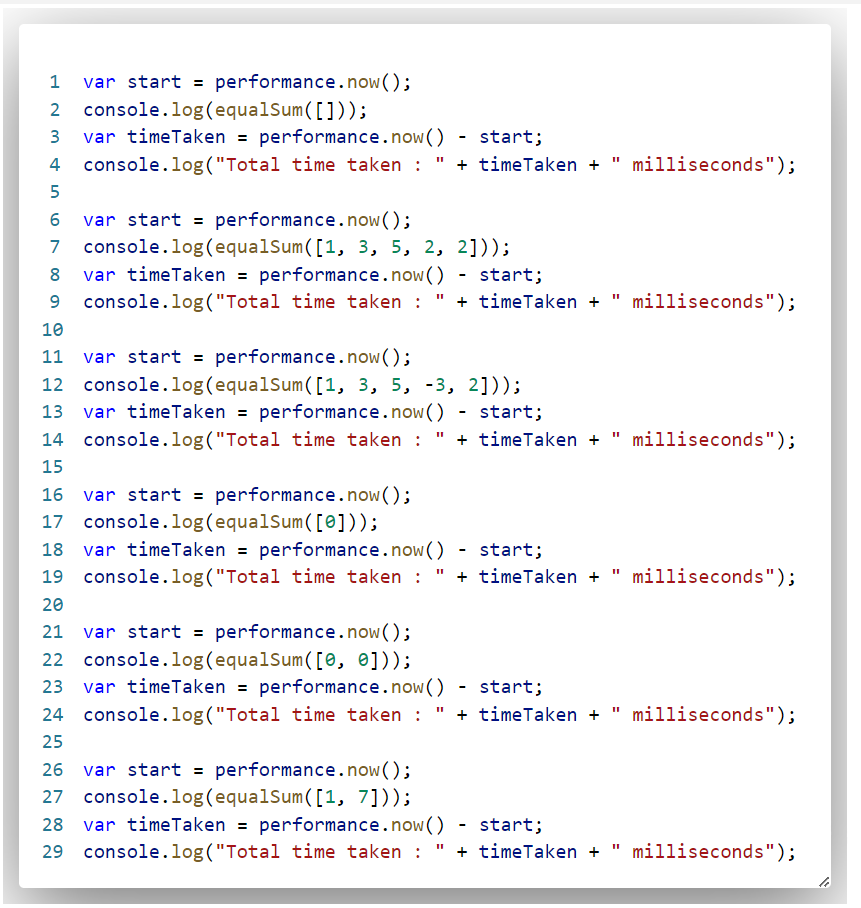 1 var start = performance.now();
2 console.log(equalSum([]));
3 var timeTaken = performance.now() - start;
4 console.log("Total time taken : " + timeTaken + " milliseconds");
5
6 var start = performance.now();
7 console.log(equalSum([1, 3, 5, 2, 2]));
8 var timeTaken = performance.now() - start;
9 console.log("Total time taken : " + timeTaken + " milliseconds");
10
11 var start = performance.now();
12 console.log(equalSum([1, 3, 5, -3, 2]));
13 var timeTaken = performance.now() - start;
14 console.log("Total time taken : " + timeTaken + " milliseconds");
15
16 var start = performance.now();
17 console.log(equalSum([0]));
18 var timeTaken = performance.now() - start;
19 console.log("Total time taken : " + timeTaken + " milliseconds");
20
21 var start = performance.now();
22 console.log(equalSum([0, 0]));
23 var timeTaken = performance.now() - start;
24 console.log("Total time taken : " + timeTaken + " milliseconds");
25
26 var start = performance.now();
27 console.log(equalSum([1, 7]));
28 var timeTaken = performance.now() - start;
29 console.log("Total time taken : " + timeTaken + " milliseconds");